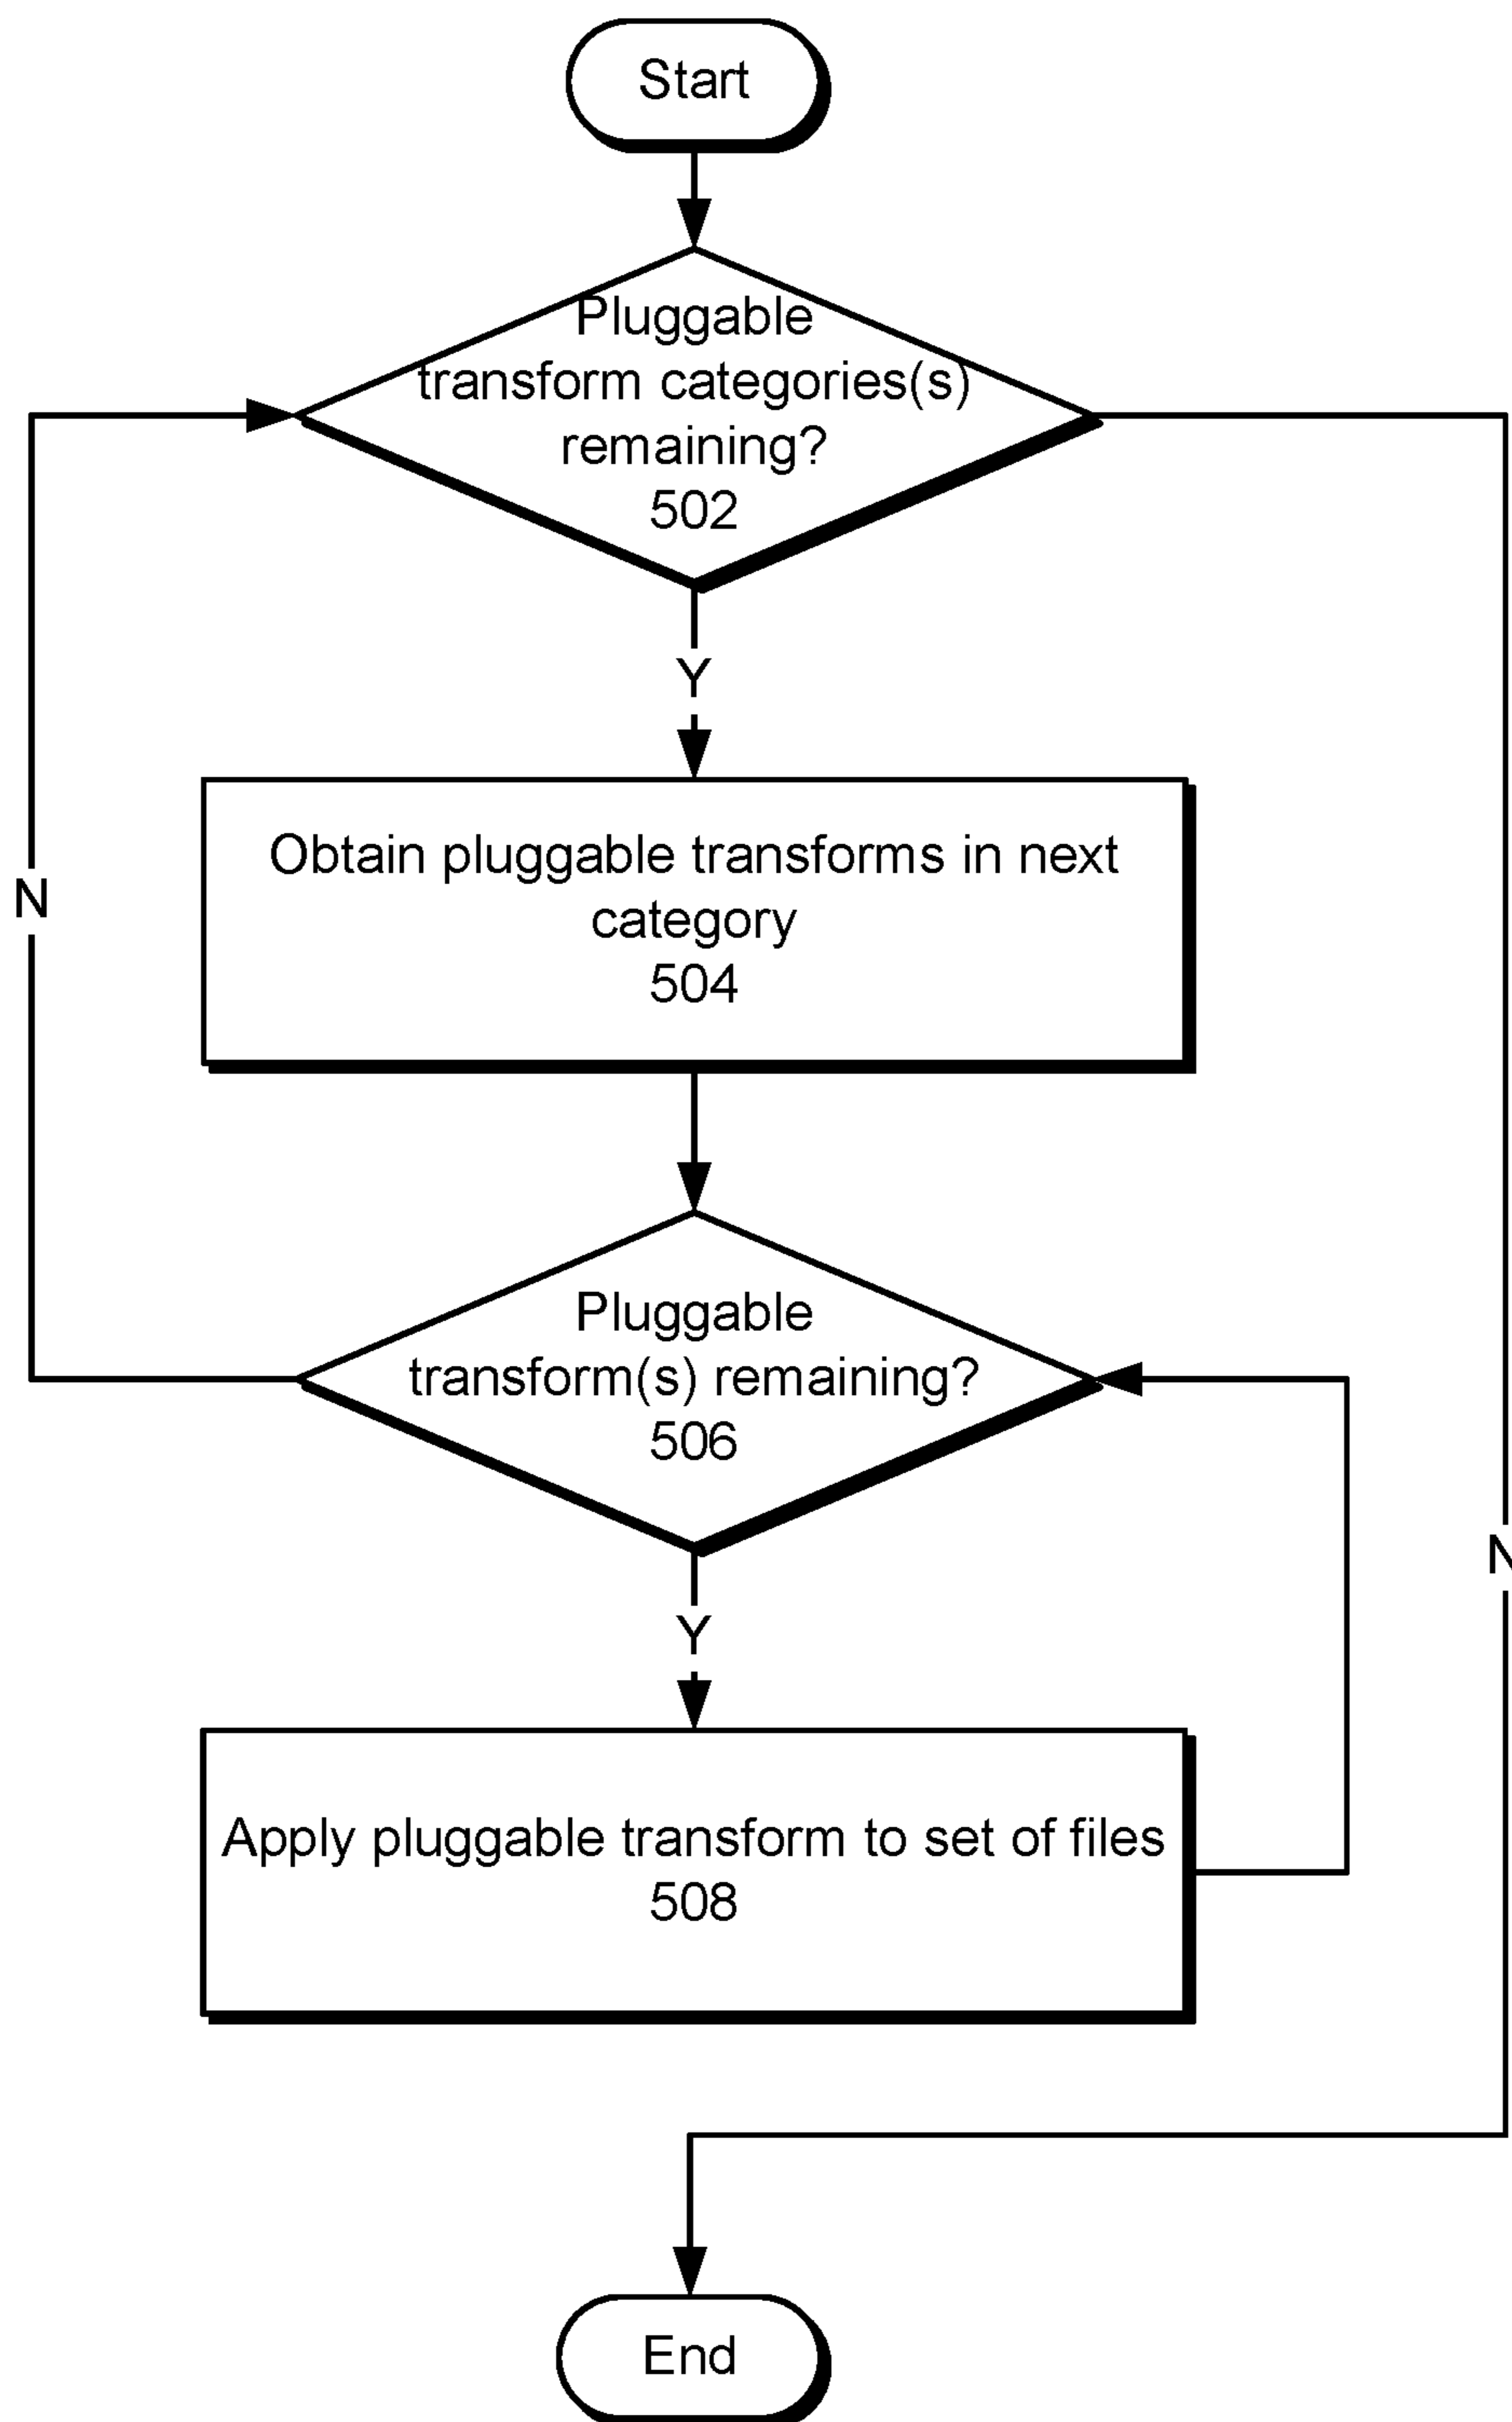 Start
Pluggable
transform categories(s)
remaining?
502
Y
Obtain pluggable transforms in next
category
504
N
Pluggable
transform(s) remaining?
506
N
Y
Apply pluggable transform to set of files
508
End